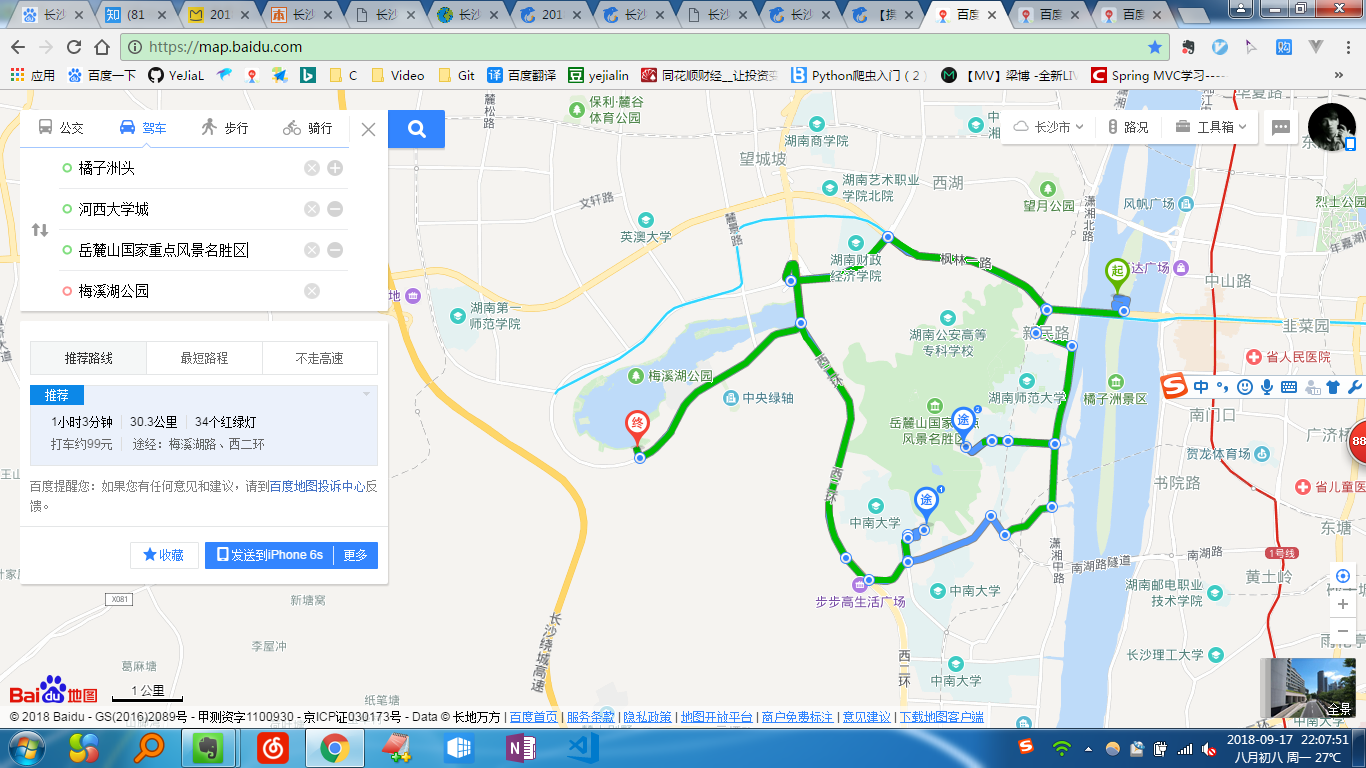 长沙
(81
201
长沙
长沙
长沙
201
长沙
长沙
长沙
【携
百度
百度
百度
https://map.baidu.com
应用
百度一下
YeJiaL
C
Video
Git
百度翻译
yejialin
同花顺财经__让投资变
Python爬虫入门（2）
【MV】梁博 -全新LIV
Spring MVC学习----
公交
驾车
步行
骑行
橘子洲头
河西大学城
岳麓山国家重点风景名胜区
梅溪湖公园
推荐路线
最短路程
不走高速
推荐
1小时3分钟
30.3公里
34个红绿灯
打车约99元
途经：梅溪湖路、西二环
百度提醒您：如果您有任何意见和建议，请到百度地图投诉中心反
馈。
收藏
发送到iPhone 6s
更多
长沙市
路况
工具箱
麓松路
保利·麓谷
体育公园
湖南商学院
望城坡
湖南艺术职业
学院北院
西湖
望月公园
潇湘北路
风帆广场
烈士公园
文轩路
英澳大学
麓景路
湖南财政
经济学院
枫林一路
起
达广场
中山路
湖南第一
师范学院
湖南公安高等
专科学校
新民路
韭菜园
省人民医院
梅溪湖公园
中央绿轴
西二环
湖南师范大学
橘子洲景区
南门口
终
岳麓山国家重点
风景名胜区
途
2
贺龙体育场
广济桥
书院路
省儿童医
途
1
中南大学
西二环
东塘
南湖路
1号线
黄土岭
潇湘中路
南湖路隧道
中南大学
步步高生活广场
湖南邮电职业
技术学院
X081
新塘窝
李屋冲
葛麻塘
纸笔塘
长沙绕城高速
西二环
中南大学
长沙理工大学
中
88
Bai du 地图
1 公里
全景
© 2018 Baidu - GS(2016)2089号 - 甲测资字1100930 - 京ICP证030173号 - Data © 长地万方 | 百度首页 | 服务条款 | 隐私政策 | 地图开放平台 | 商户免费标注 | 意见建议 | 下载地图客户端
2018-09-17 22:07:51
八月初八 周一 27℃